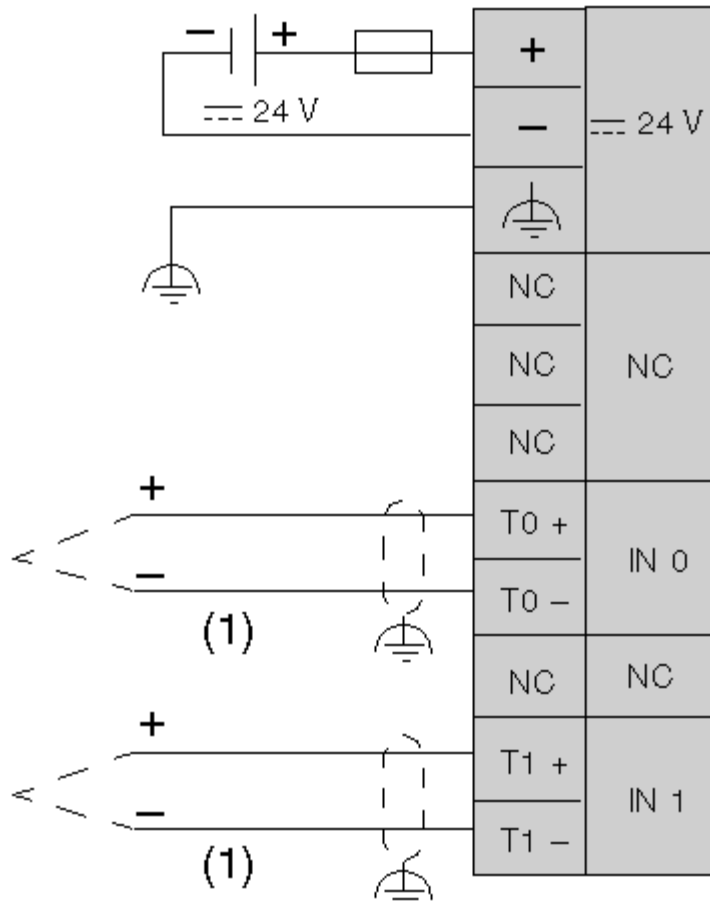 − +
24 V
+
−
24 V
NC
NC
NC
NC
+
−
(1)
T0 +
T0 −
IN 0
NC
NC
+
−
(1)
T1 +
T1 −
IN 1